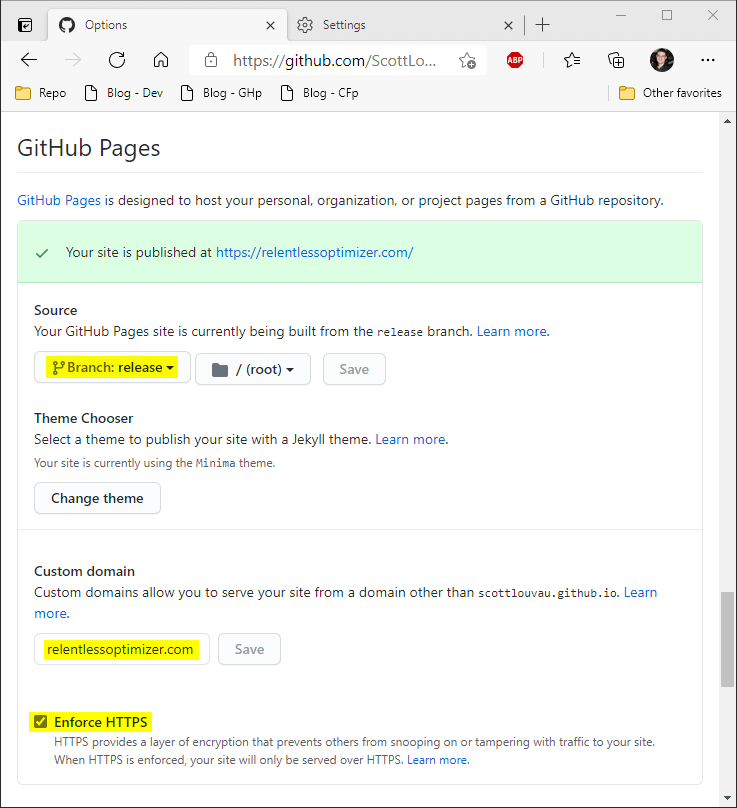 Options
Settings
https://github.com/ScottLo...
ABP
Repo
Blog - Dev
Blog - GHp
Blog - CFp
Other favorites
GitHub Pages
GitHub Pages is designed to host your personal, organization, or project pages from a GitHub repository.
Your site is published at https://relentlessoptimizer.com/
Source
Your GitHub Pages site is currently being built from the release branch. Learn more.
Branch: release
/ (root)
Save
Theme Chooser
Select a theme to publish your site with a Jekyll theme. Learn more.
Your site is currently using the Minima theme.
Change theme
Custom domain
Custom domains allow you to serve your site from a domain other than scottlouvau.github.io. Learn
more.
relentlessoptimizer.com
Save
Enforce HTTPS
HTTPS provides a layer of encryption that prevents others from snooping on or tampering with traffic to your site.
When HTTPS is enforced, your site will only be served over HTTPS. Learn more.